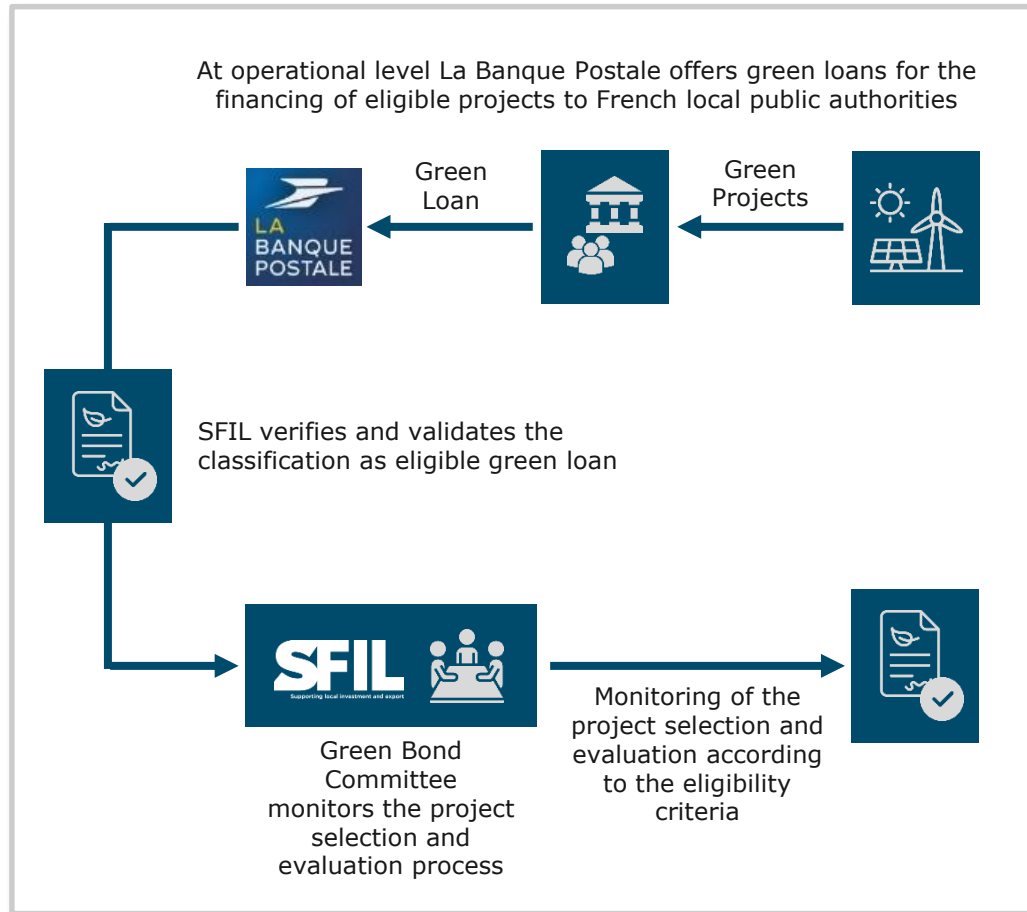 At operational level La Banque Postale offers green loans for the
financing of eligible projects to French local public authorities
Green
Loan
Green
Projects
LA
BANQUE
POSTALE
SFIL verifies and validates the
classification as eligible green loan
SFIL
Supporting local investment and export
Green Bond
Committee
monitors the project
selection and
evaluation process
Monitoring of the
project selection and
evaluation according
to the eligibility
criteria